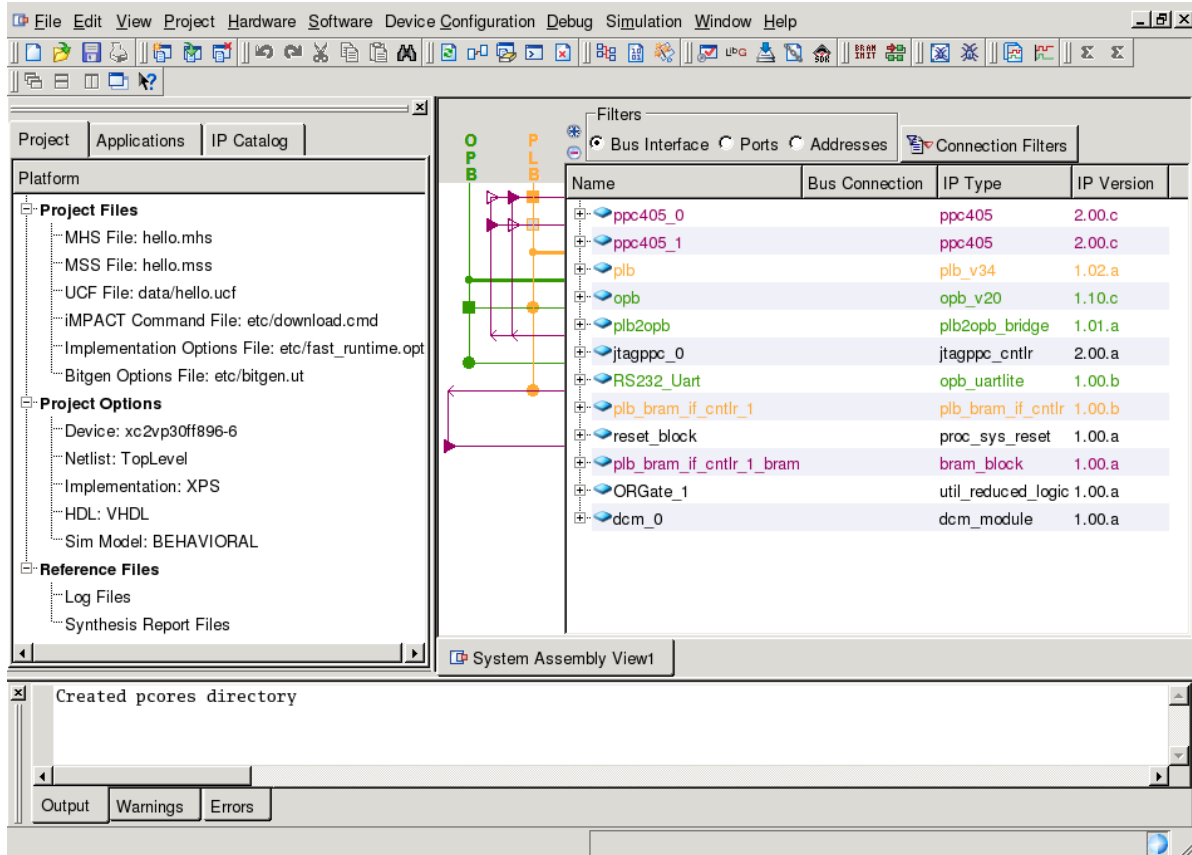 File Edit View Project Hardware Software Device Configuration Debug Simulation Window Help
Project Applications IP Catalog
Platform
Project Files
MHS File: hello.mhs
MSS File: hello.mss
UCF File: data/hello.ucf
iMPACT Command File: etc/download.cmd
Implementation Options File: etc/fast_runtime.opt
Bitgen Options File: etc/bitgen.ut
Project Options
Device: xc2vp30ff896-6
Netlist: TopLevel
Implementation: XPS
HDL: VHDL
Sim Model: BEHAVIORAL
Reference Files
Log Files
Synthesis Report Files
OPB
PLB
Filters
Bus Interface Ports Addresses Connection Filters
Name Bus Connection IP Type IP Version
ppc405_0 ppc405 2.00.c
ppc405_1 ppc405 2.00.c
plb plb_v34 1.02.a
opb opb_v20 1.10.c
plb2opb plb2opb_bridge 1.01.a
jtagppc_0 jtagppc_cntlr 2.00.a
RS232_Uart opb_uartlite 1.00.b
plb_bram_if_cntlr_1 plb_bram_if_cntlr 1.00.b
reset_block proc_sys_reset 1.00.a
plb_bram_if_cntlr_1_bram bram_block 1.00.a
ORGate_1 util_reduced_logic 1.00.a
dcm_0 dcm_module 1.00.a
System Assembly View1
Created pcores directory
Output Warnings Errors